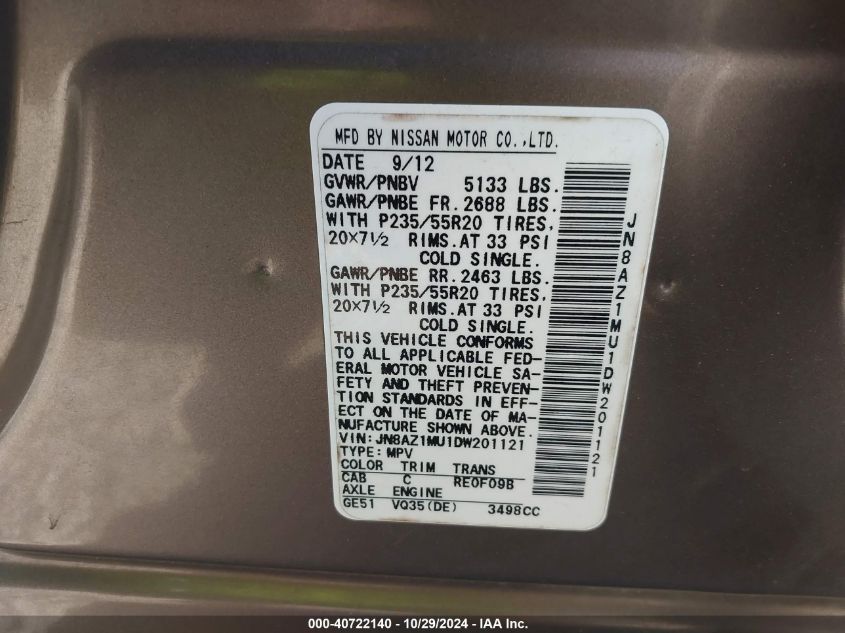 MFD BY NISSAN MOTOR CO.,LTD.
DATE 9/12
GVWR/PNBV 5133 LBS.
GAWR/PNBE FR. 2688 LBS.
WITH P235/55R20 TIRES,
20×7½ RIMS. AT 33 PSI
COLD SINGLE.
GAWR/PNBE RR. 2463 LBS.
WITH P235/55R20 TIRES,
20×7½ RIMS. AT 33 PSI
COLD SINGLE.
THIS VEHICLE CONFORMS
TO ALL APPLICABLE FED-
ERAL MOTOR VEHICLE SA-
FETY AND THEFT PREVEN-
TION STANDARDS IN EFF-
ECT ON THE DATE OF MA-
NUFACTURE SHOWN ABOVE.
VIN: JN8AZ1MU1DW201121
TYPE: MPV
COLOR TRIM TRANS
CAB C RE0F09B
AXLE ENGINE
GE51 VQ35(DE) 3498CC
JN8AZ1MU1DW201121
000-40722140 - 10/29/2024 - IAA Inc.